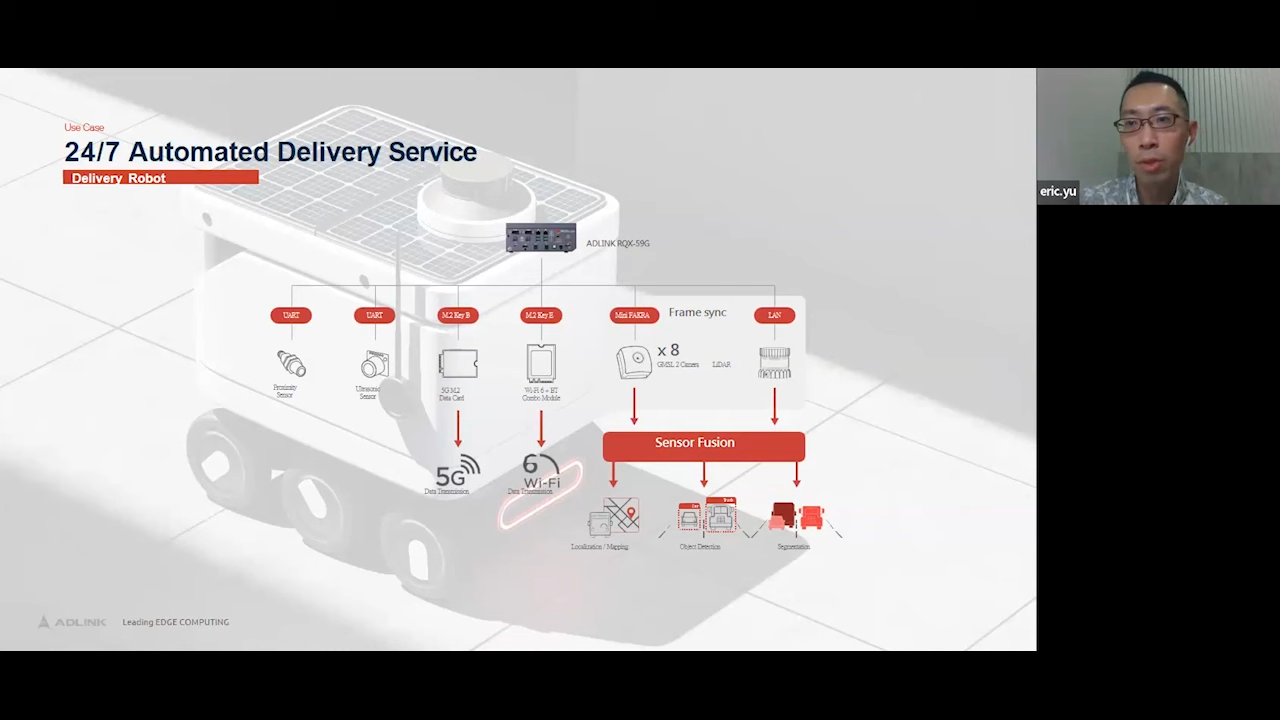 Use Case
24/7 Automated Delivery Service
Delivery Robot
eric.yu
ADLINK RQX-59G
UART
UART
M.2 Key B
M.2 Key E
Mini FAKRA
Frame sync
LAN
Proximity
Sensor
Ultrasonic
Sensor
5G M.2
Data Card
Wi-Fi 6 + BT
Combo Module
x 8
GMSL 2 Camera
LiDAR
Sensor Fusion
5G
Data Transmission
6
Wi-Fi
Data Transmission
Car
Truck
Localization / Mapping
Object Detection
Segmentation
ADLINK
Leading EDGE COMPUTING